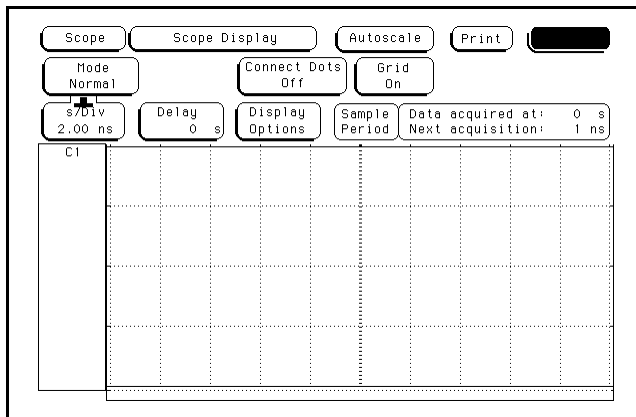 Scope Scope Display Autoscale Print
Mode
Normal
Connect Dots
Off
Grid
On
s/Div
2.00 ns
Delay
0 s
Display
Options
Sample
Period
Data acquired at: 0 s
Next acquisition: 1 ns
C1